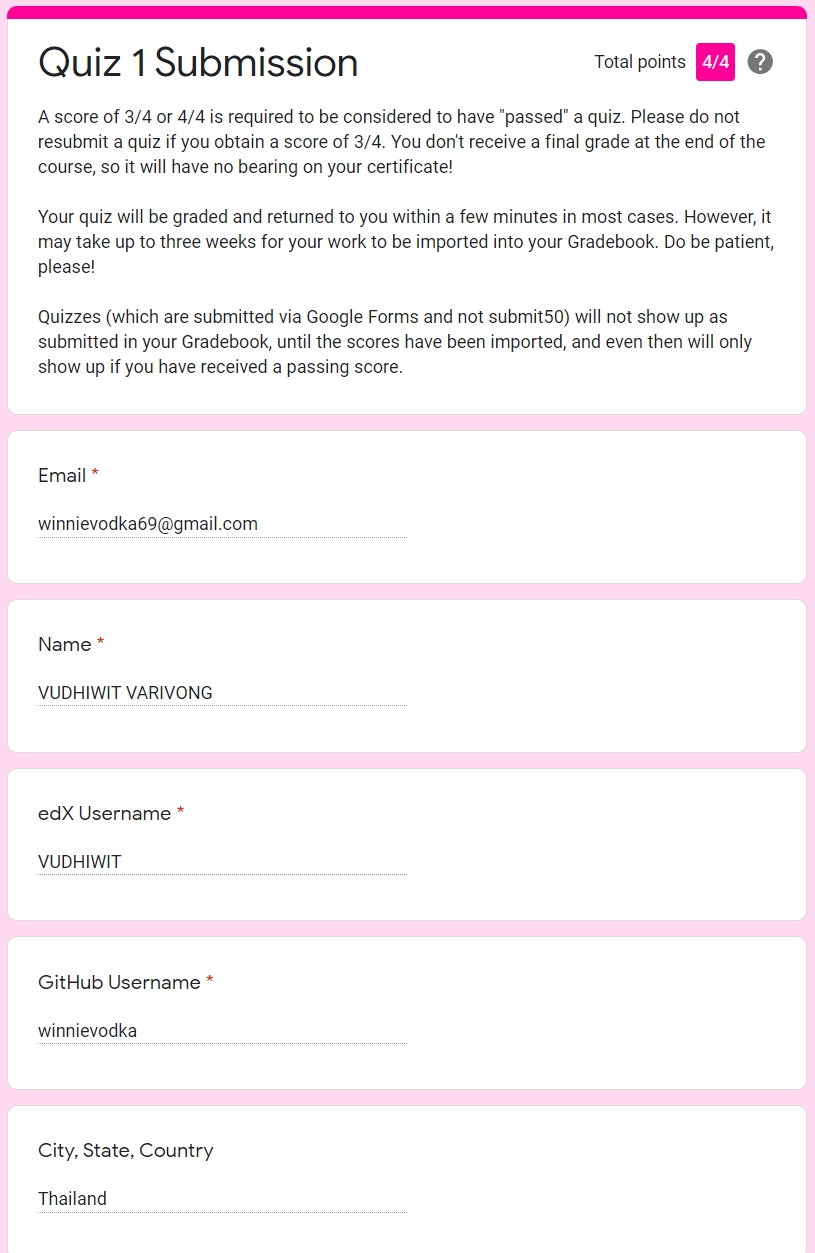 Quiz 1 Submission
Total points 4/4
A score of 3/4 or 4/4 is required to be considered to have "passed" a quiz. Please do not
resubmit a quiz if you obtain a score of 3/4. You don't receive a final grade at the end of the
course, so it will have no bearing on your certificate!
Your quiz will be graded and returned to you within a few minutes in most cases. However, it
may take up to three weeks for your work to be imported into your Gradebook. Do be patient,
please!
Quizzes (which are submitted via Google Forms and not submit50) will not show up as
submitted in your Gradebook, until the scores have been imported, and even then will only
show up if you have received a passing score.
Email *
winnievodka69@gmail.com
Name *
VUDHIWIT VARIVONG
edX Username *
VUDHIWIT
GitHub Username *
winnievodka
City, State, Country
Thailand